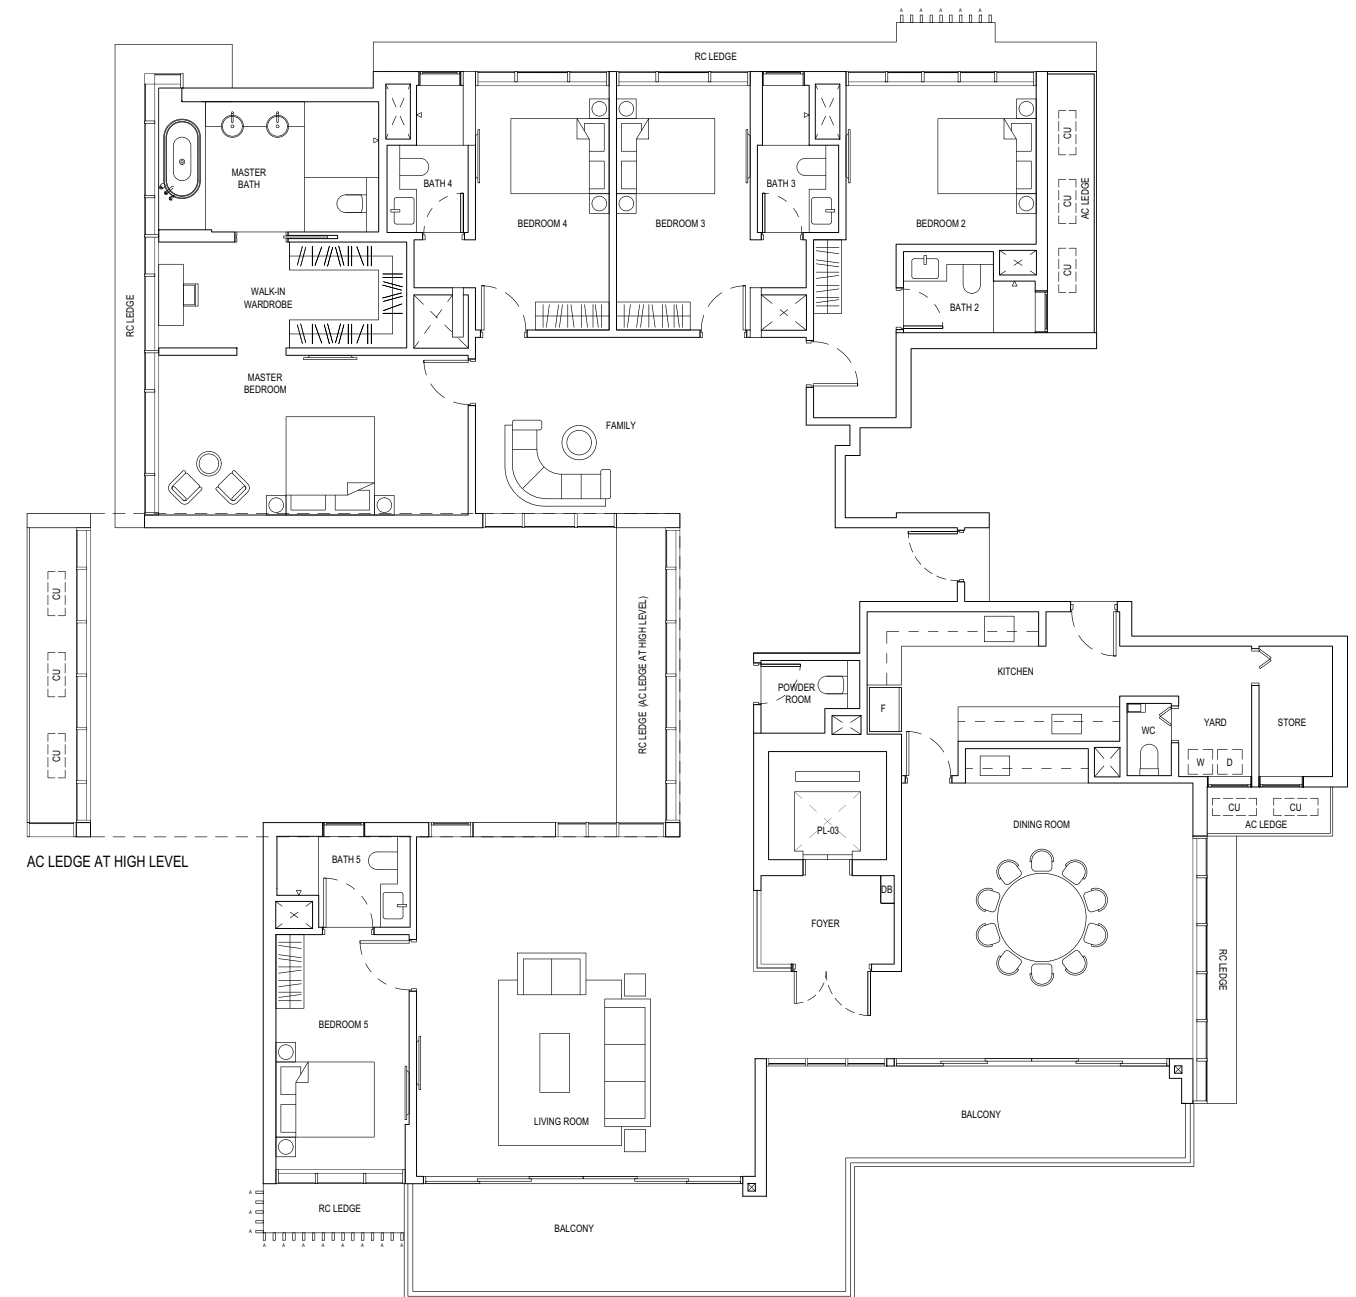 RC LEDGE
MASTER
BATH
BATH 4
BATH 3
BEDROOM 4
BEDROOM 3
BEDROOM 2
CU
CU
CU
AC LEDGE
WALK-IN
WARDROBE
BATH 2
RC LEDGE
MASTER
BEDROOM
FAMILY
CU
CU
CU
RC LEDGE (AC LEDGE AT HIGH LEVEL)
KITCHEN
POWDER
ROOM
F
WC
YARD
STORE
W
D
CU
CU
AC LEDGE
PL-03
DINING ROOM
AC LEDGE AT HIGH LEVEL
BATH 5
DB
FOYER
RC LEDGE
BEDROOM 5
LIVING ROOM
BALCONY
RC LEDGE
BALCONY